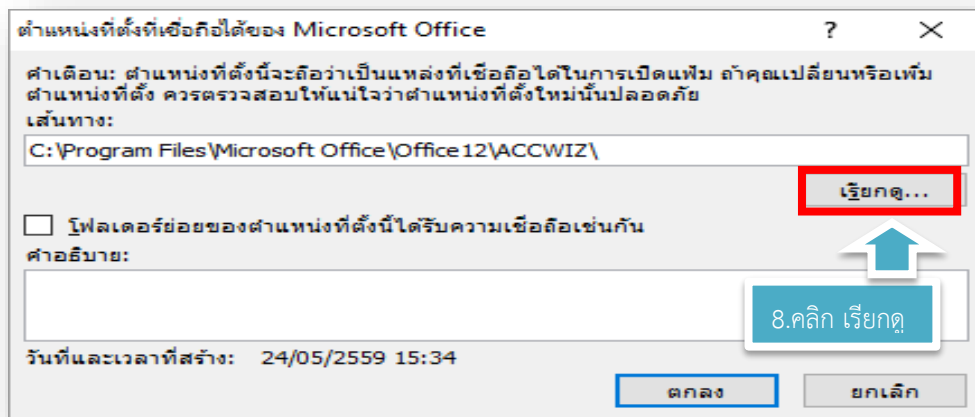 ตำแหน่งที่ตั้งที่เชื่อถือได้ของ Microsoft Office
คำเตือน: ตำแหน่งที่ตั้งนี้จะถือว่าเป็นแหล่งที่เชื่อถือได้ในการเปิดแฟ้ม ถ้าคุณเปลี่ยนหรือเพิ่ม
ตำแหน่งที่ตั้ง ควรตรวจสอบให้แน่ใจว่าตำแหน่งที่ตั้งใหม่นั้นปลอดภัย
เส้นทาง:
C:\Program Files\Microsoft Office\Office12\ACCWIZ\
เรียกดู...
โฟลเดอร์ย่อยของตำแหน่งที่ตั้งนี้ได้รับความเชื่อถือเช่นกัน
คำอธิบาย:
8.คลิก เรียกดู
วันที่และเวลาที่สร้าง: 24/05/2559 15:34
ตกลง ยกเลิก